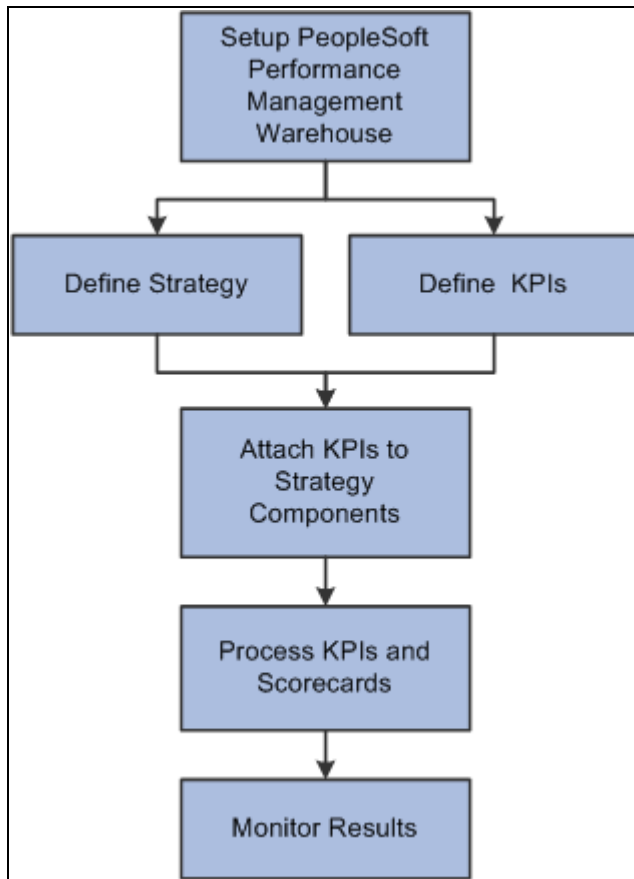 Setup PeopleSoft
Performance
Management
Warehouse
Define Strategy
Define KPIs
Attach KPIs to
Strategy
Components
Process KPIs and
Scorecards
Monitor Results